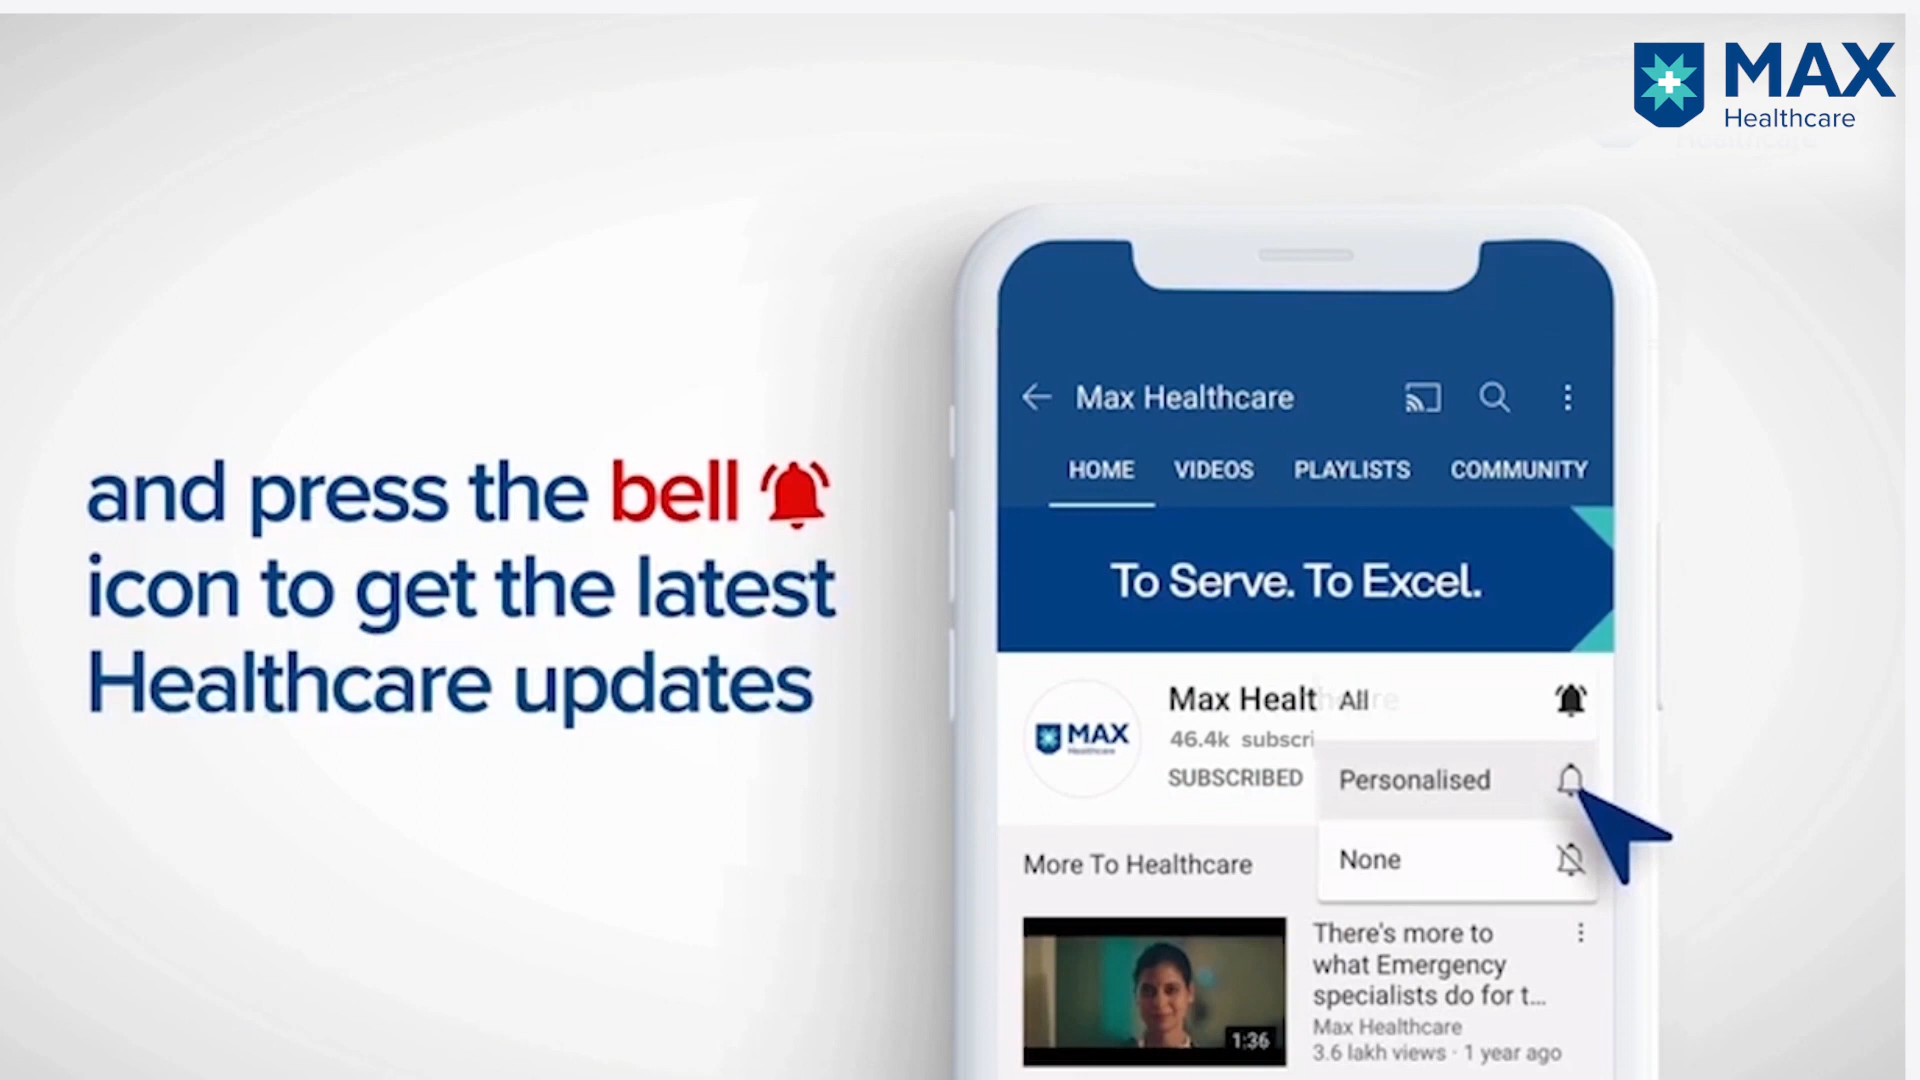 MAX
Healthcare
and press the bell
icon to get the latest
Healthcare updates
Max Healthcare
HOME VIDEOS PLAYLISTS COMMUNITY
To Serve. To Excel.
MAX
Healthcare
Max Healt
All
46.4k subscri
SUBSCRIBED
Personalised
None
More To Healthcare
There's more to
what Emergency
specialists do for t...
Max Healthcare
3.6 lakh views · 1 year ago
1:36